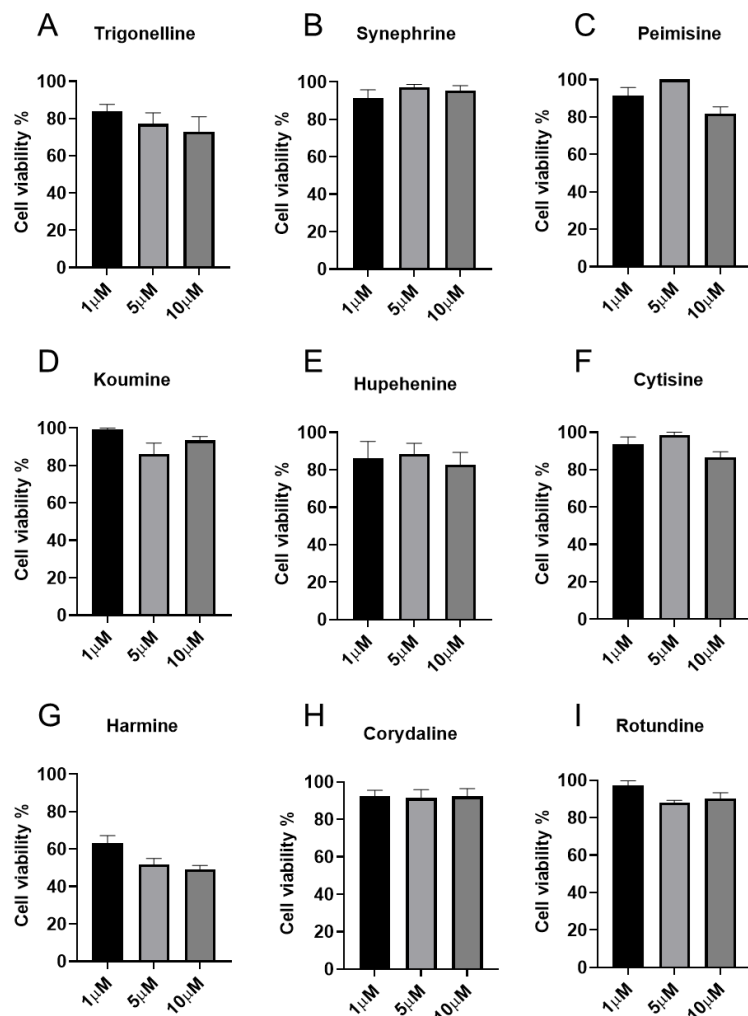 A Trigonelline
Cell viability %
100
80
60
40
20
0
1μM 5μM 10μM
B Synephrine
Cell viability %
100
80
60
40
20
0
1μM 5μM 10μM
C Peimisine
Cell viability %
100
80
60
40
20
0
1μM 5μM 10μM
D Koumine
Cell viability %
100
80
60
40
20
0
1μM 5μM 10μM
E Hupehenine
Cell viability %
100
80
60
40
20
0
1μM 5μM 10μM
F Cytisine
Cell viability %
100
80
60
40
20
0
1μM 5μM 10μM
G Harmine
Cell viability %
100
80
60
40
20
0
1μM 5μM 10μM
H Corydaline
Cell viability %
100
80
60
40
20
0
1μM 5μM 10μM
I Rotundine
Cell viability %
100
80
60
40
20
0
1μM 5μM 10μM